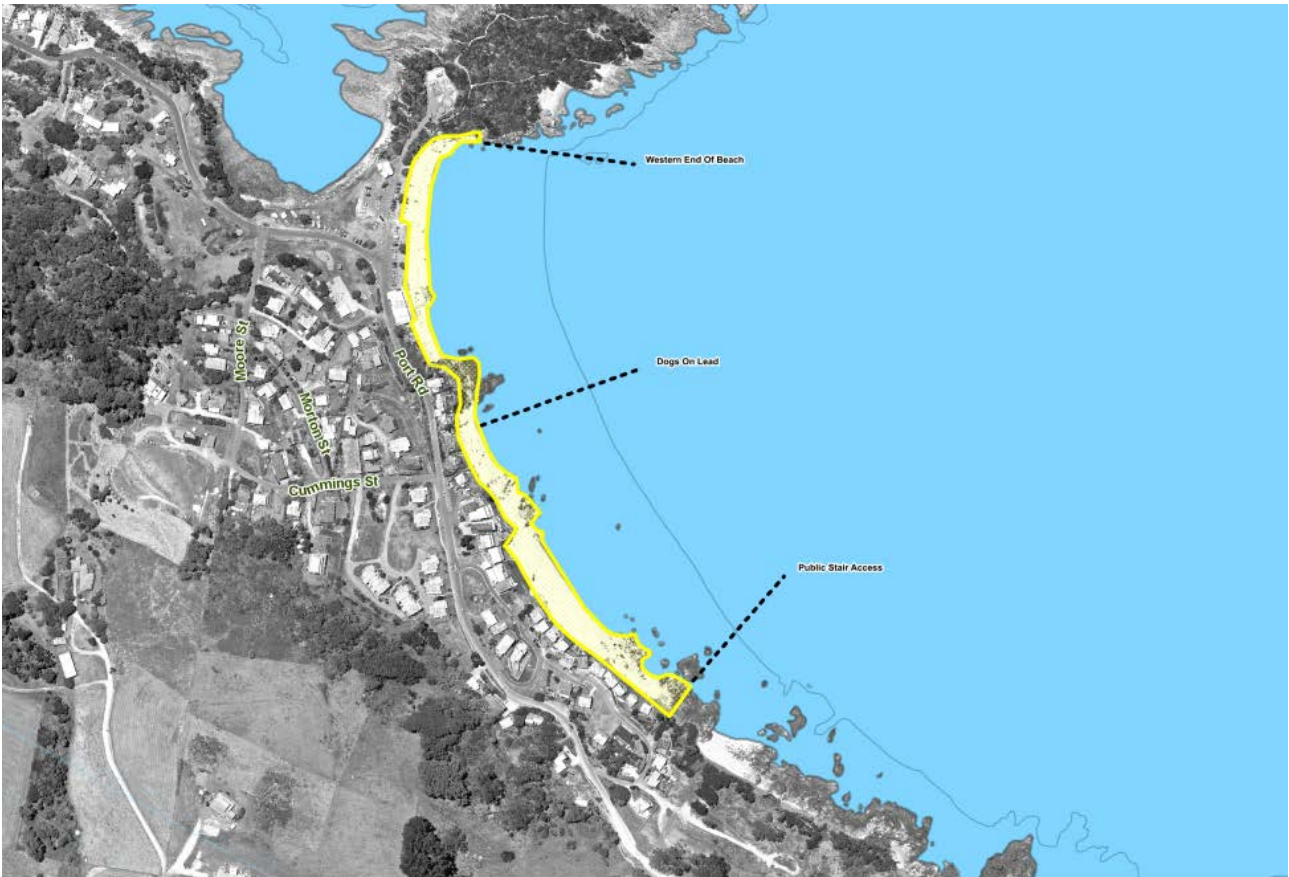 Western End Of Beach
Moore St
Port Rd
Dogs On Lead
Morton St
Cummings St
Public Stair Access